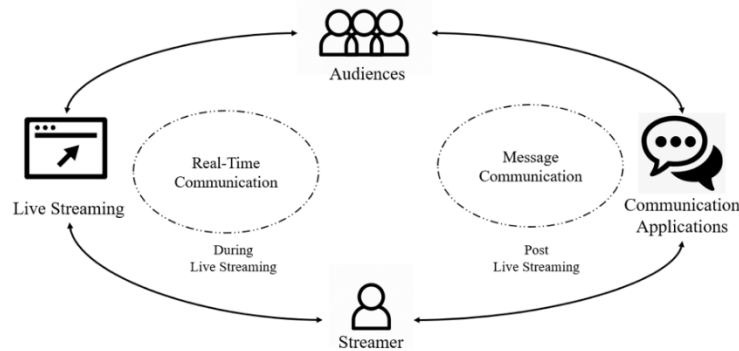 Audiences
Real-Time
Communication
Message
Communication
Live Streaming
Communication
Applications
During
Live Streaming
Post
Live Streaming
Streamer